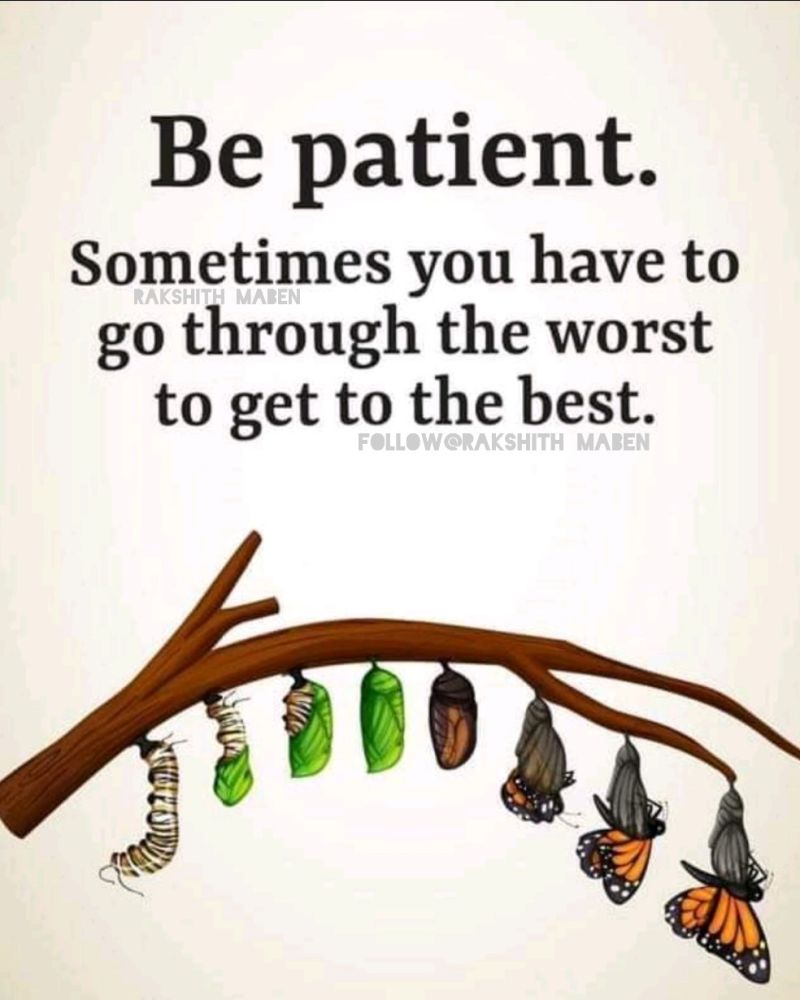 Be patient.
Sometimes you have to
RAKSHITH MABEN
go through the worst
to get to the best.
FOLLOW@RAKSHITH MABEN